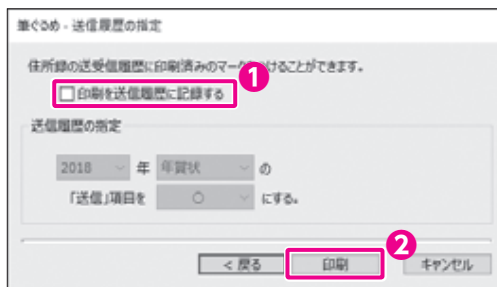 筆ぐるめ - 送信履歴の指定
住所録の送受信履歴に印刷済みのマークをつけることができます。
1
印刷を送信履歴に記録する
送信履歴の指定
2018 年 年賀状 の
「送信」項目を ○ にする。
2
< 戻る 印刷 キャンセル